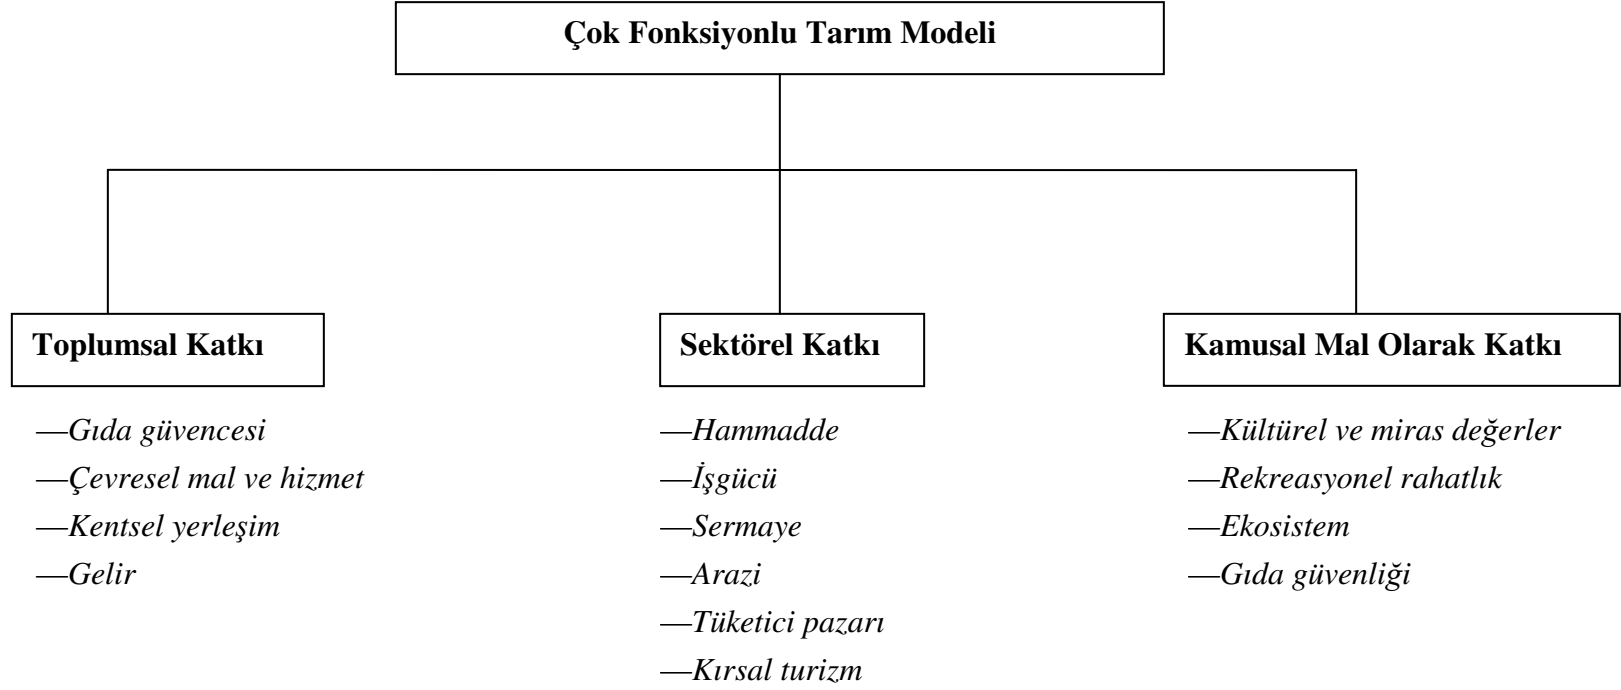 Çok Fonksiyonlu Tarım Modeli
Toplumsal Katkı
—Gıda güvencesi
—Çevresel mal ve hizmet
—Kentsel yerleşim
—Gelir
Sektörel Katkı
—Hammadde
—İşgücü
—Sermaye
—Arazi
—Tüketici pazarı
—Kırsal turizm
Kamusal Mal Olarak Katkı
—Kültürel ve miras değerler
—Rekreasyonel rahatlık
—Ekosistem
—Gıda güvenliği